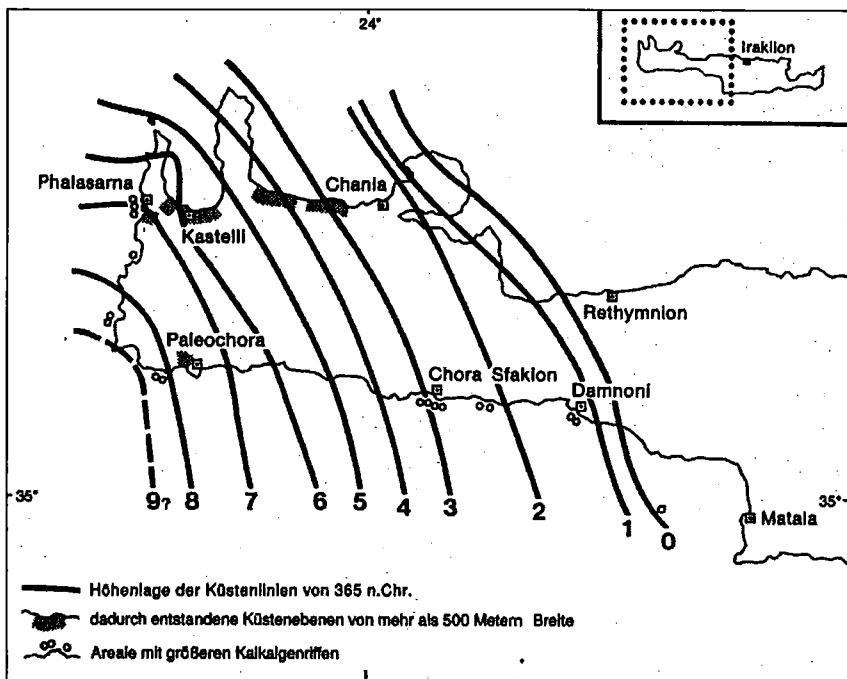 24°
Iraklion
Phalasarna
Chania
Kastelli
Rethymnion
Paleochora
Chora Sfakion
Damnoni
35°
9?
8
7
6
5
4
3
2
1
0
35°
Matala
Höhenlage der Küstenlinien von 365 n.Chr.
dadurch entstandene Küstenebenen von mehr als 500 Metern Breite
Areale mit größeren Kalkalgenriffen